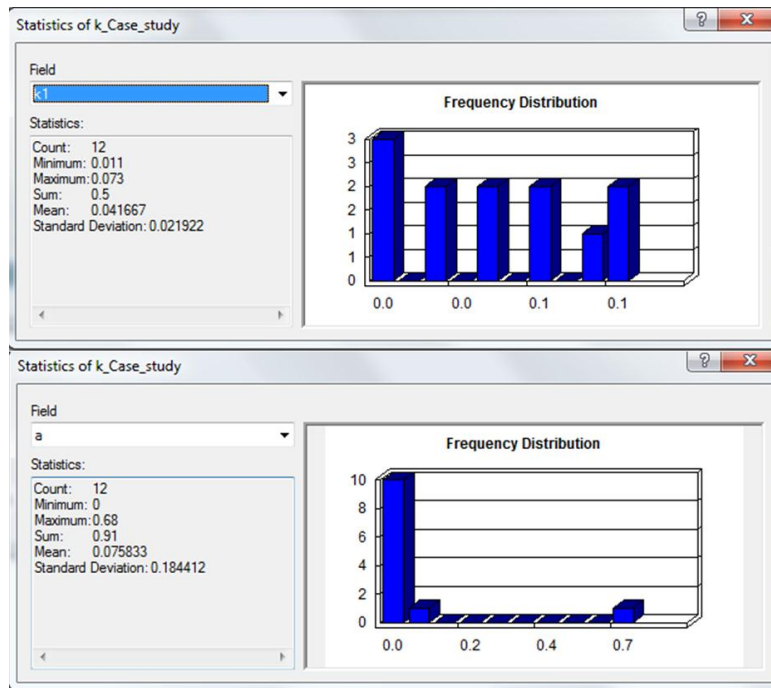 Statistics of k_Case_study
Field
k1
Statistics:
Count: 12
Minimum: 0.011
Maximum: 0.073
Sum: 0.5
Mean: 0.041667
Standard Deviation: 0.021922
Frequency Distribution
3
3
2
2
1
1
0
0.0 0.0 0.1 0.1
Statistics of k_Case_study
Field
a
Statistics:
Count: 12
Minimum: 0
Maximum: 0.68
Sum: 0.91
Mean: 0.075833
Standard Deviation: 0.184412
Frequency Distribution
10
8
6
4
2
0
0.0 0.2 0.4 0.7